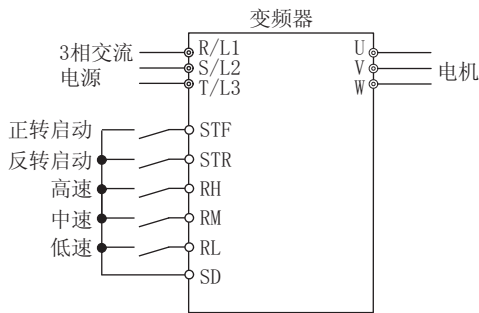 变频器
3相交流
电源
R/L1
S/L2
T/L3
U
V
W
电机
正转启动
STF
反转启动
STR
高速
RH
中速
RM
低速
RL
SD